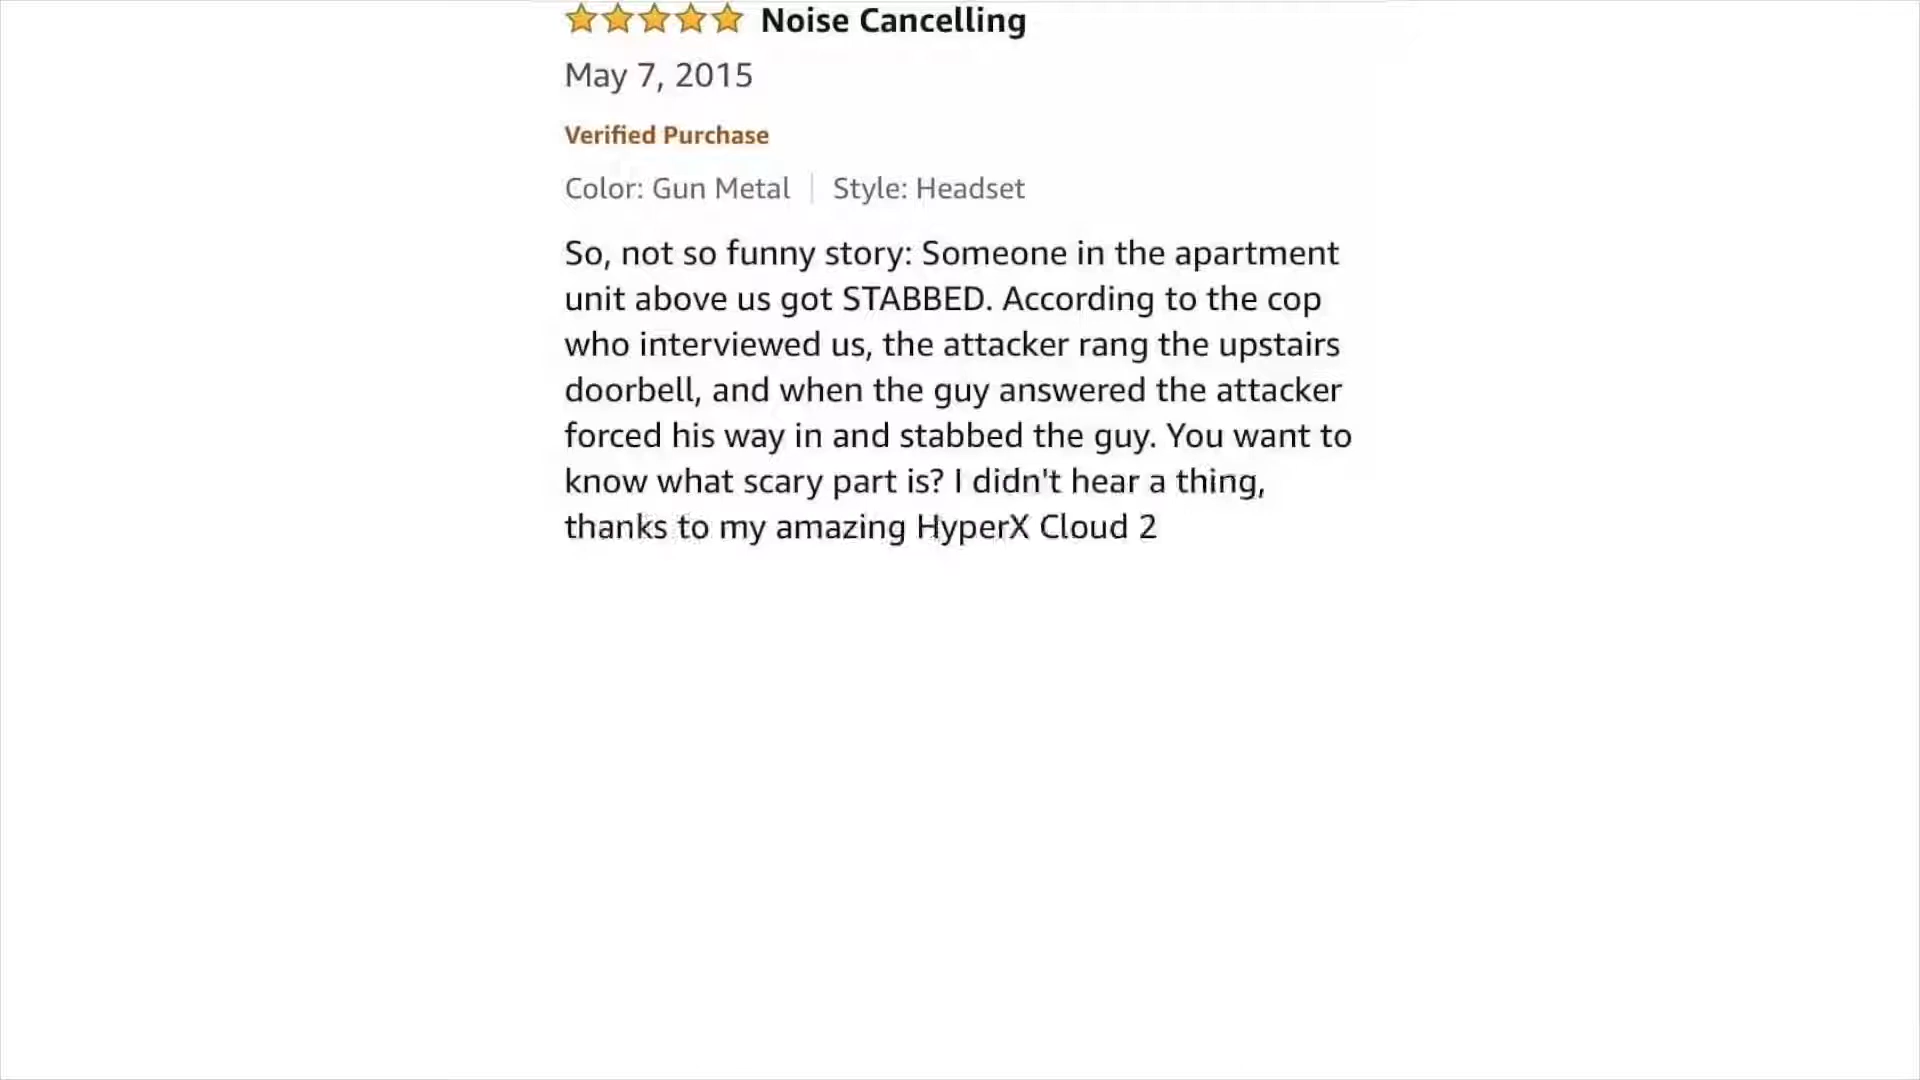 Noise Cancelling
May 7, 2015
Verified Purchase
Color: Gun Metal | Style: Headset
So, not so funny story: Someone in the apartment
unit above us got STABBED. According to the cop
who interviewed us, the attacker rang the upstairs
doorbell, and when the guy answered the attacker
forced his way in and stabbed the guy. You want to
know what scary part is? I didn't hear a thing,
thanks to my amazing HyperX Cloud 2